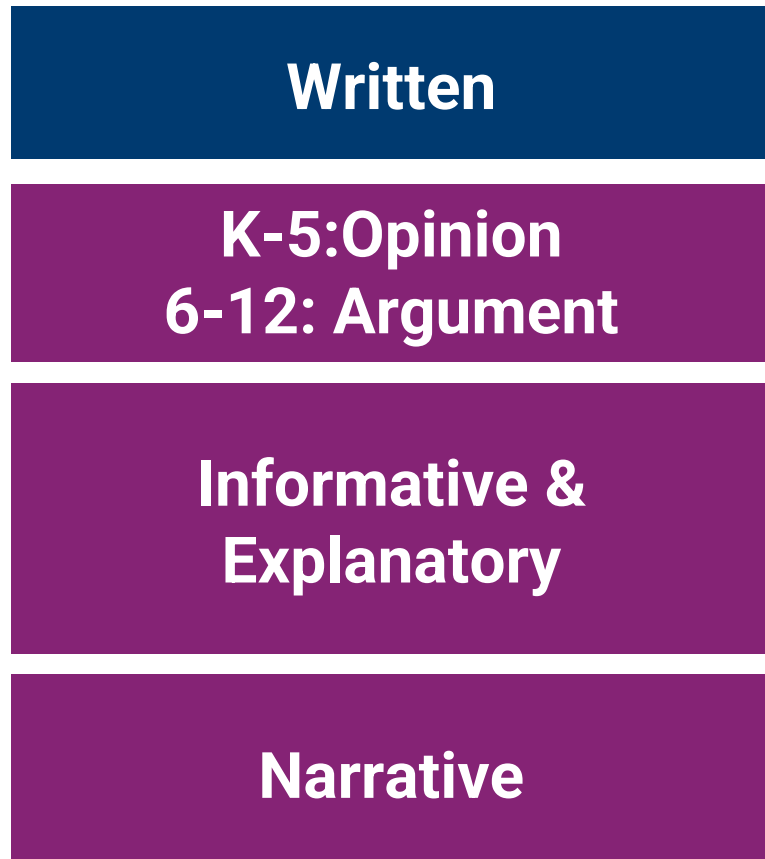 Written
K-5:Opinion
6-12: Argument
Informative &
Explanatory
Narrative